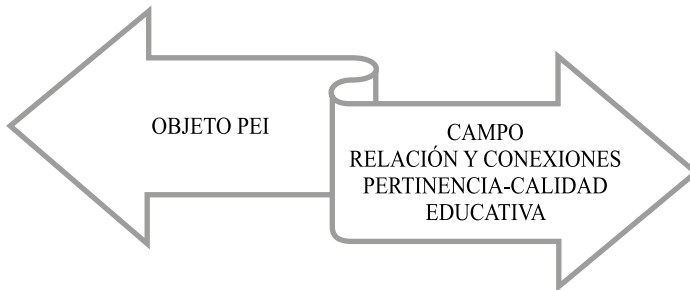 OBJETO PEI
CAMPO
RELACIÓN Y CONEXIONES
PERTINENCIA-CALIDAD
EDUCATIVA